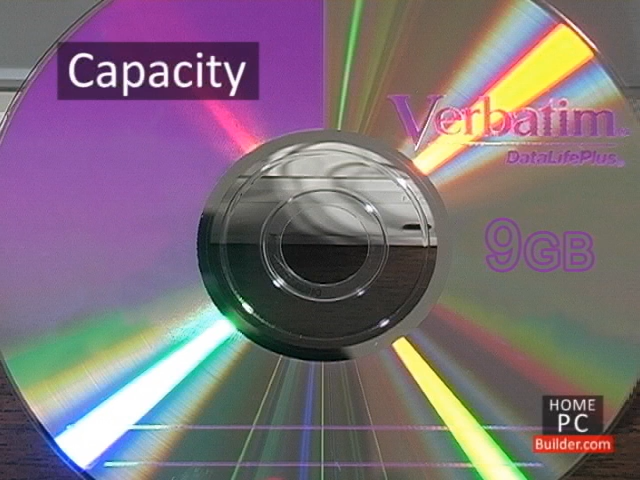 Capacity
Verbatim
DataLifePlus
9GB
HOME
PC
Builder.com